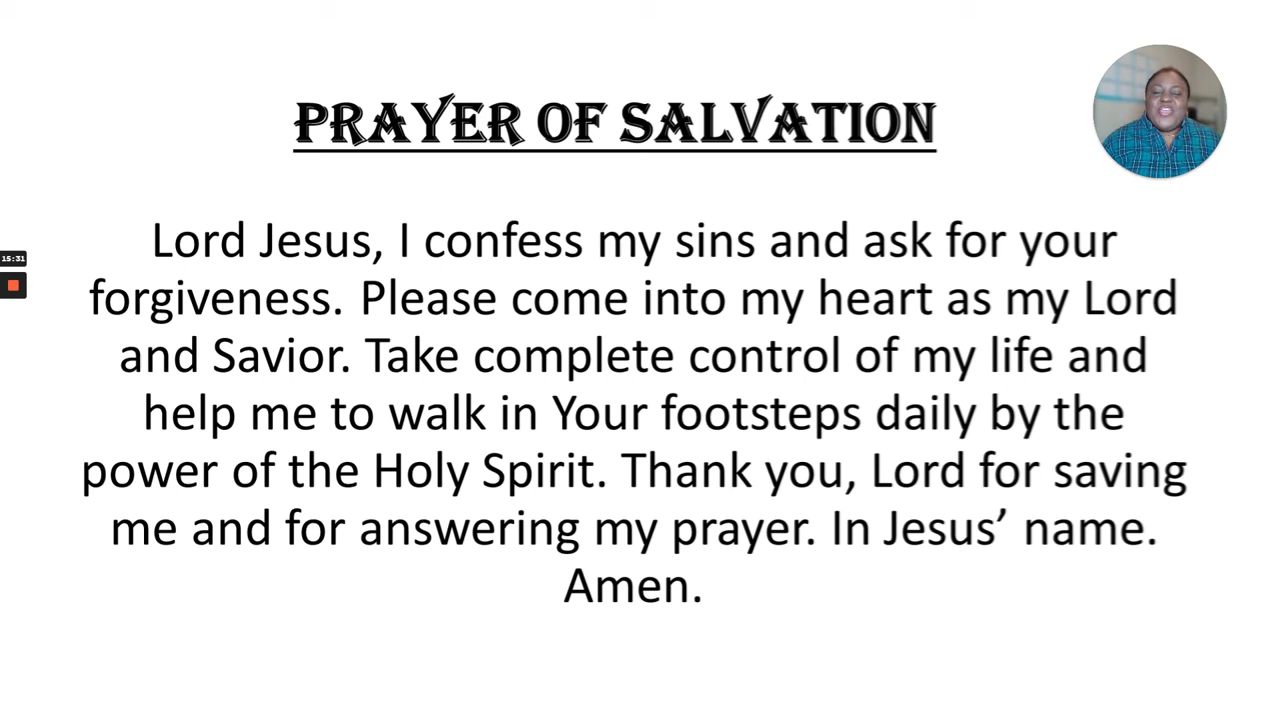 PRAYER OF SALVATION
Lord Jesus, I confess my sins and ask for your
forgiveness. Please come into my heart as my Lord
and Savior. Take complete control of my life and
help me to walk in Your footsteps daily by the
power of the Holy Spirit. Thank you, Lord for saving
me and for answering my prayer. In Jesus’ name.
Amen.
15:31